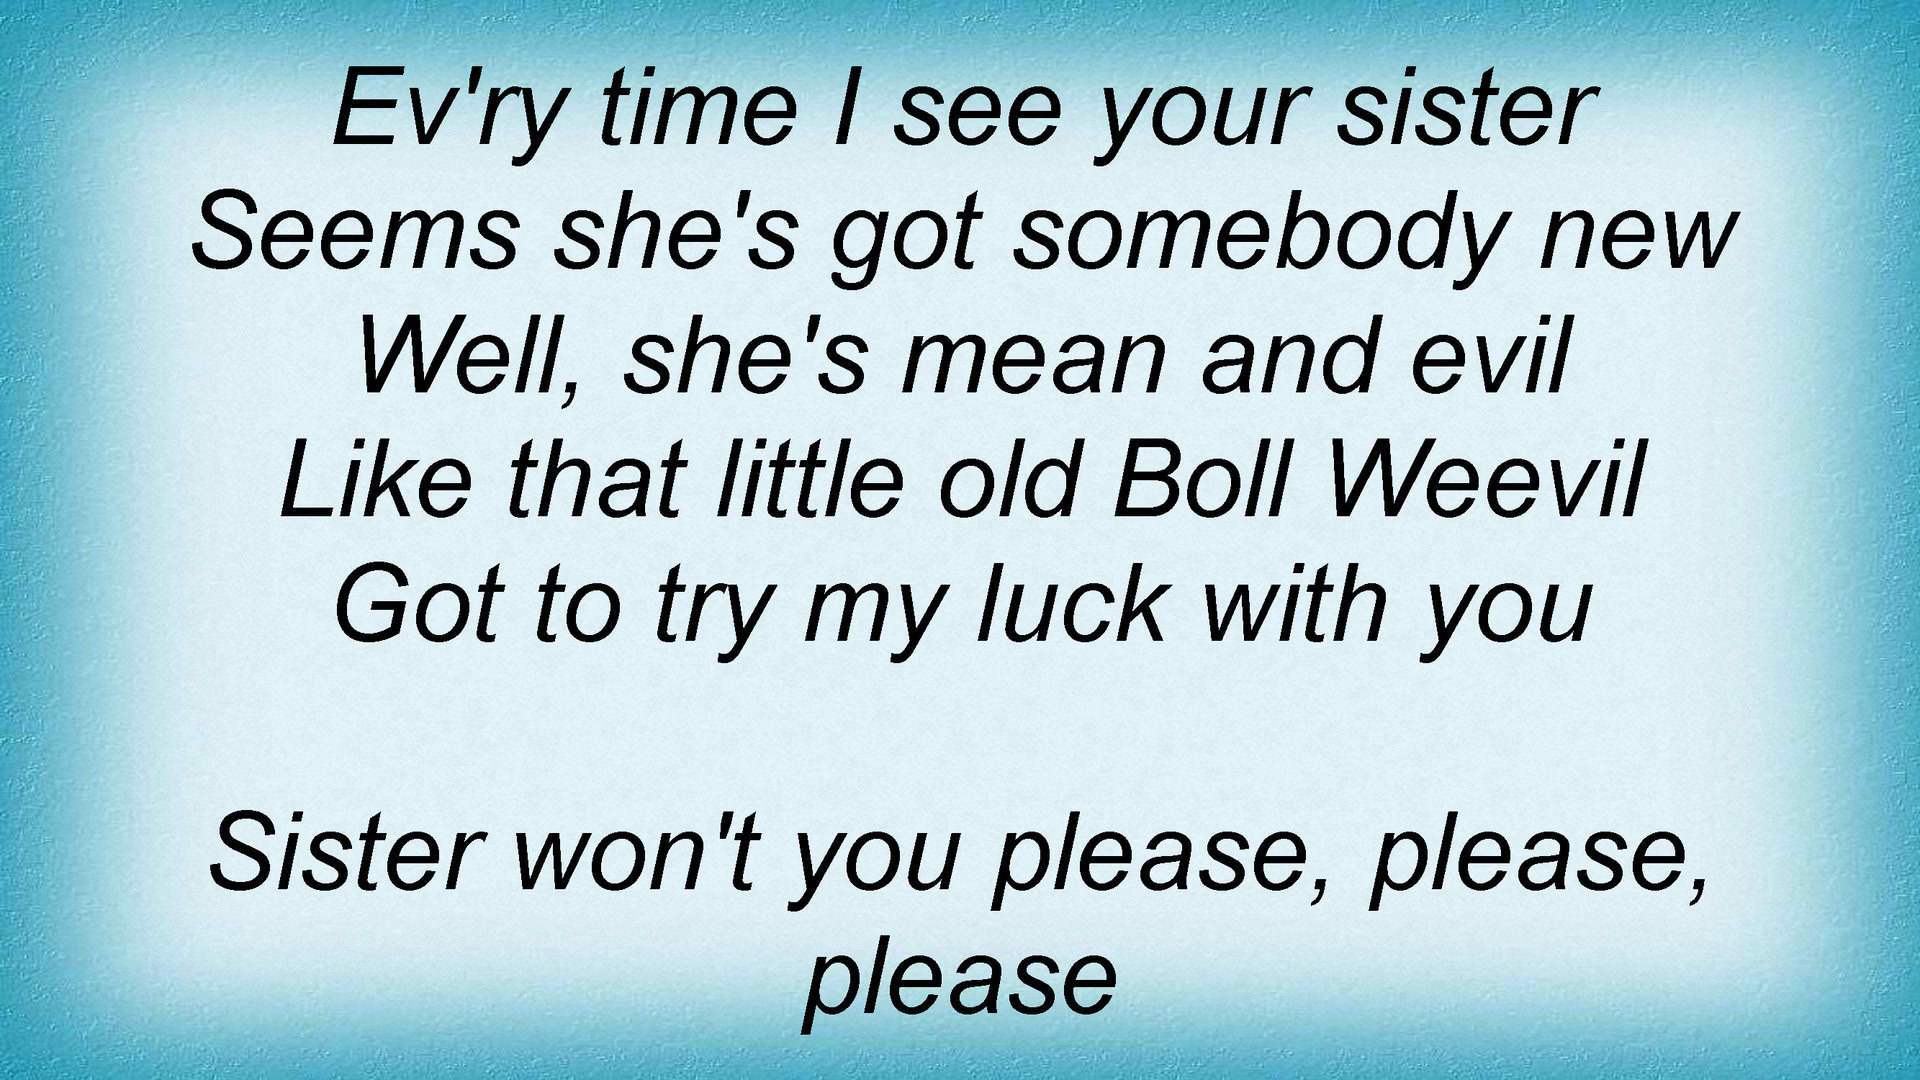 Ev'ry time I see your sister
Seems she's got somebody new
Well, she's mean and evil
Like that little old Boll Weevil
Got to try my luck with you
Sister won't you please, please,
please